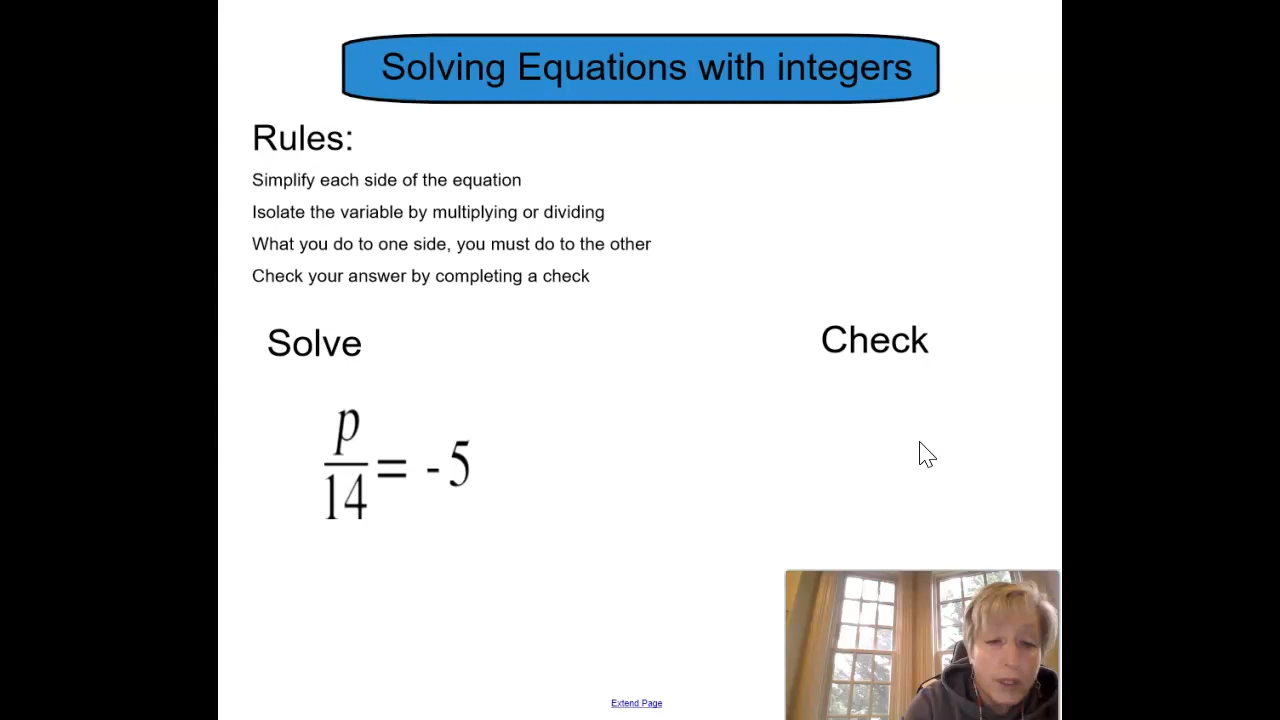 Solving Equations with integers
Rules:
Simplify each side of the equation
Isolate the variable by multiplying or dividing
What you do to one side, you must do to the other
Check your answer by completing a check
Solve
Check
p
14
= -5
Extend Page